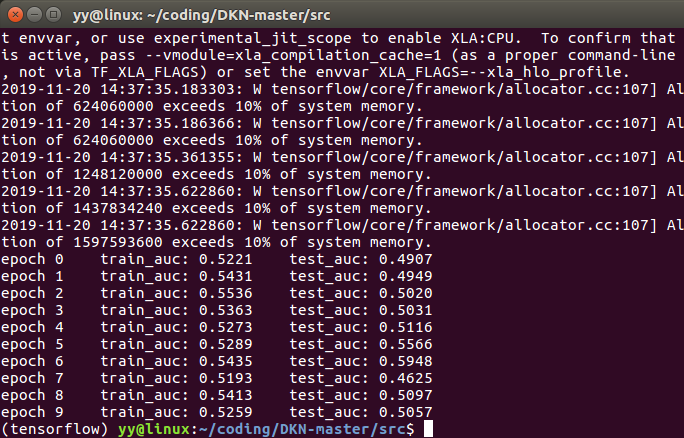 yy@linux: ~/coding/DKN-master/src
t envvar, or use experimental_jit_scope to enable XLA:CPU.  To confirm that
is active, pass --vmodule=xla_compilation_cache=1 (as a proper command-line
, not via TF_XLA_FLAGS) or set the envvar XLA_FLAGS=--xla_hlo_profile.
2019-11-20 14:37:35.183303: W tensorflow/core/framework/allocator.cc:107] Al
tion of 624060000 exceeds 10% of system memory.
2019-11-20 14:37:35.186366: W tensorflow/core/framework/allocator.cc:107] Al
tion of 624060000 exceeds 10% of system memory.
2019-11-20 14:37:35.361355: W tensorflow/core/framework/allocator.cc:107] Al
tion of 1248120000 exceeds 10% of system memory.
2019-11-20 14:37:35.622860: W tensorflow/core/framework/allocator.cc:107] Al
tion of 1437834240 exceeds 10% of system memory.
2019-11-20 14:37:35.622860: W tensorflow/core/framework/allocator.cc:107] Al
tion of 1597593600 exceeds 10% of system memory.
epoch 0    train_auc: 0.5221    test_auc: 0.4907
epoch 1    train_auc: 0.5431    test_auc: 0.4949
epoch 2    train_auc: 0.5536    test_auc: 0.5020
epoch 3    train_auc: 0.5363    test_auc: 0.5031
epoch 4    train_auc: 0.5273    test_auc: 0.5116
epoch 5    train_auc: 0.5289    test_auc: 0.5566
epoch 6    train_auc: 0.5435    test_auc: 0.5948
epoch 7    train_auc: 0.5193    test_auc: 0.4625
epoch 8    train_auc: 0.5413    test_auc: 0.5097
epoch 9    train_auc: 0.5259    test_auc: 0.5057
(tensorflow) yy@linux:~/coding/DKN-master/src$